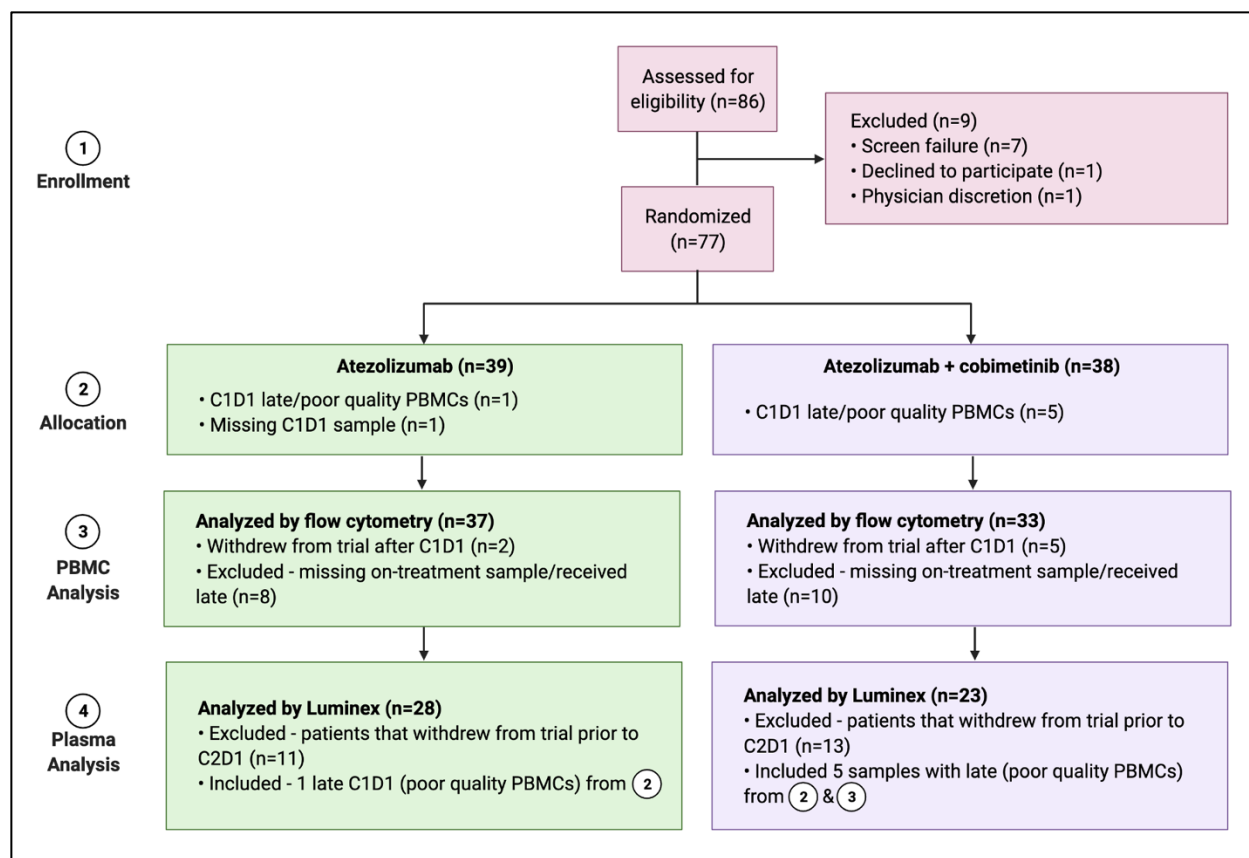 Assessed for
eligibility (n=86)
Excluded (n=9)
• Screen failure (n=7)
• Declined to participate (n=1)
• Physician discretion (n=1)
1
Enrollment
Randomized
(n=77)
2
Allocation
Atezolizumab (n=39)
• C1D1 late/poor quality PBMCs (n=1)
• Missing C1D1 sample (n=1)
Atezolizumab + cobimetinib (n=38)
• C1D1 late/poor quality PBMCs (n=5)
3
PBMC
Analysis
Analyzed by flow cytometry (n=37)
• Withdrew from trial after C1D1 (n=2)
• Excluded - missing on-treatment sample/received
late (n=8)
Analyzed by flow cytometry (n=33)
• Withdrew from trial after C1D1 (n=5)
• Excluded - missing on-treatment sample/received
late (n=10)
4
Plasma
Analysis
Analyzed by Luminex (n=28)
• Excluded - patients that withdrew from trial prior to
C2D1 (n=11)
• Included - 1 late C1D1 (poor quality PBMCs) from 2
Analyzed by Luminex (n=23)
• Excluded - patients that withdrew from trial prior to
C2D1 (n=13)
• Included 5 samples with late (poor quality PBMCs)
from 2 & 3